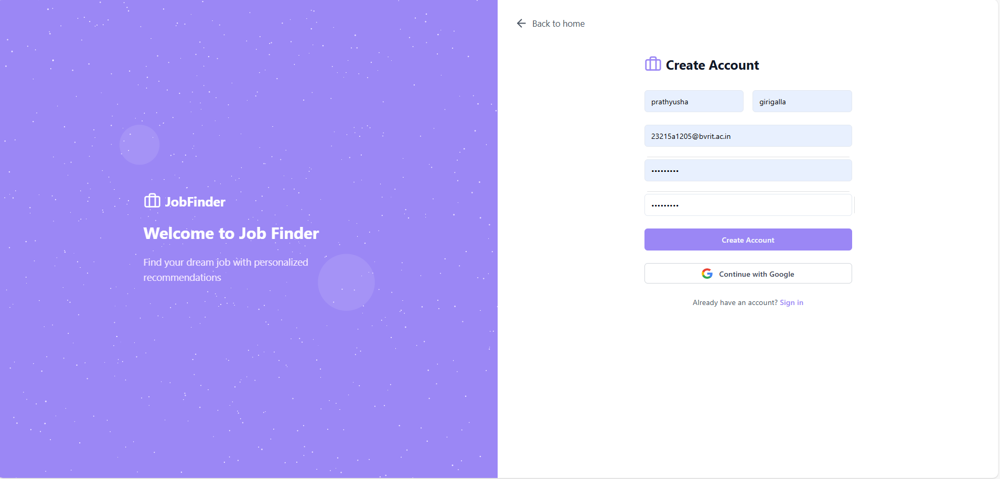 JobFinder
Welcome to Job Finder
Find your dream job with personalized
recommendations
Back to home
Create Account
prathyusha
girigalla
23215a1205@bvrit.ac.in
•••••••••
•••••••••
Create Account
Continue with Google
Already have an account? Sign in